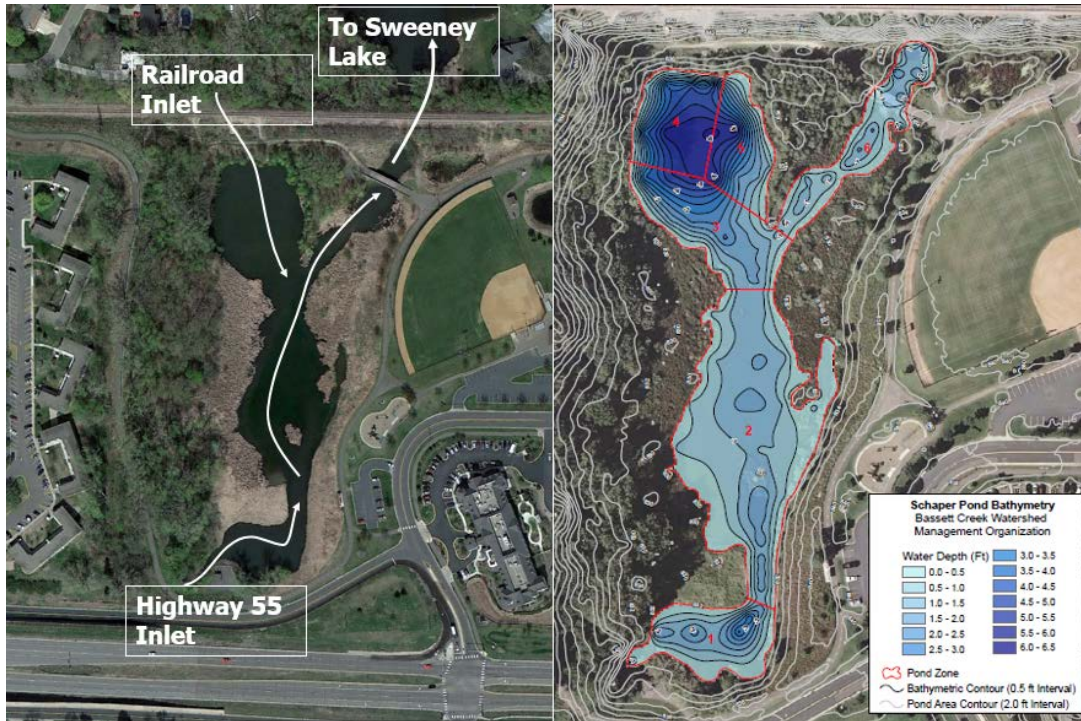 To Sweeney
Lake
Railroad
Inlet
Highway 55
Inlet
4
5
6
3
2
1
Schaper Pond Bathymetry
Bassett Creek Watershed
Management Organization
Water Depth (Ft)
0.0 - 0.5
0.5 - 1.0
1.0 - 1.5
1.5 - 2.0
2.0 - 2.5
2.5 - 3.0
3.0 - 3.5
3.5 - 4.0
4.0 - 4.5
4.5 - 5.0
5.0 - 5.5
5.5 - 6.0
6.0 - 6.5
Pond Zone
Bathymetric Contour (0.5 ft Interval)
Pond Area Contour (2.0 ft Interval)